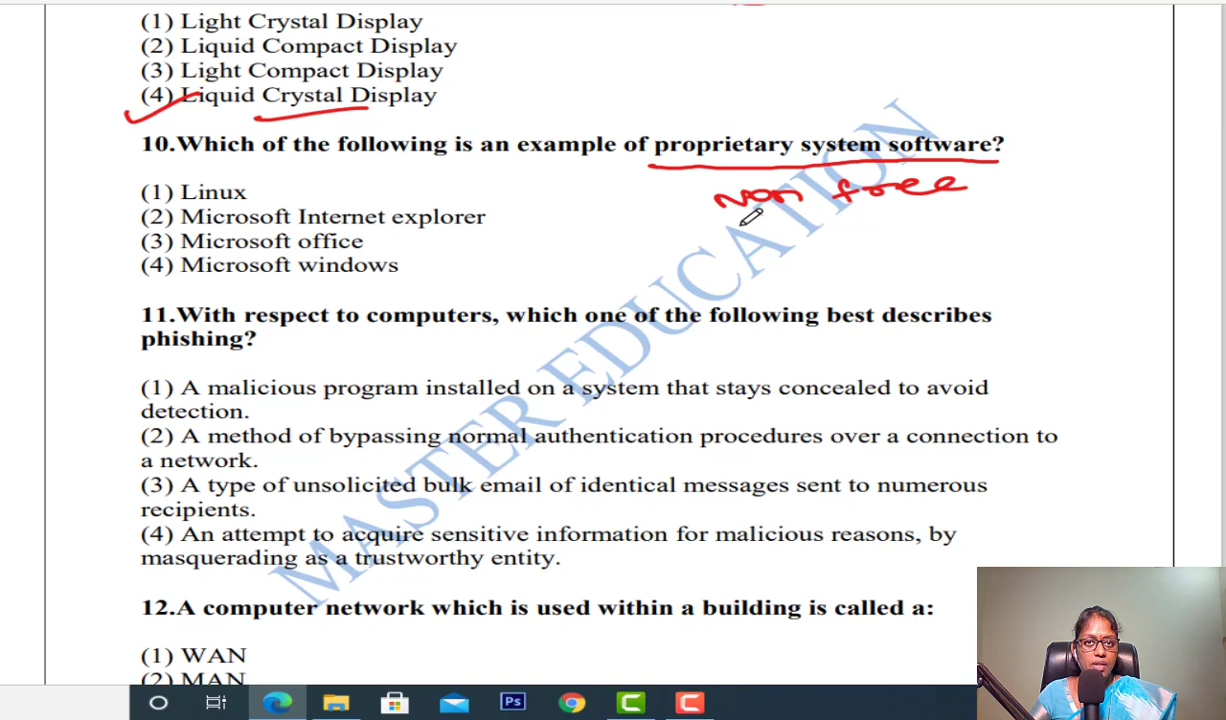 (1) Light Crystal Display
(2) Liquid Compact Display
(3) Light Compact Display
(4) Liquid Crystal Display
10.Which of the following is an example of proprietary system software?
(1) Linux
non free
(2) Microsoft Internet explorer
(3) Microsoft office
(4) Microsoft windows
11.With respect to computers, which one of the following best describes
phishing?
(1) A malicious program installed on a system that stays concealed to avoid
detection.
(2) A method of bypassing normal authentication procedures over a connection to
a network.
(3) A type of unsolicited bulk email of identical messages sent to numerous
recipients.
(4) An attempt to acquire sensitive information for malicious reasons, by
masquerading as a trustworthy entity.
12.A computer network which is used within a building is called a:
(1) WAN
(2) MAN
MASTER EDUCATION
Ps
C
C